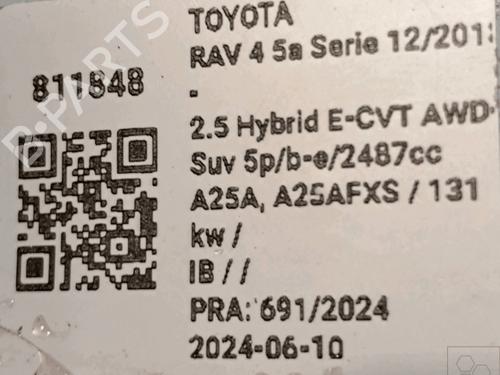 TOYOTA
RAV 4 5a Serie 12/201
811848
-
2.5 Hybrid E-CVT AWD
Suv 5p/b-e/2487cc
A25A, A25AFXS / 131
kw /
IB / /
PRA: 691/2024
2024-06-10